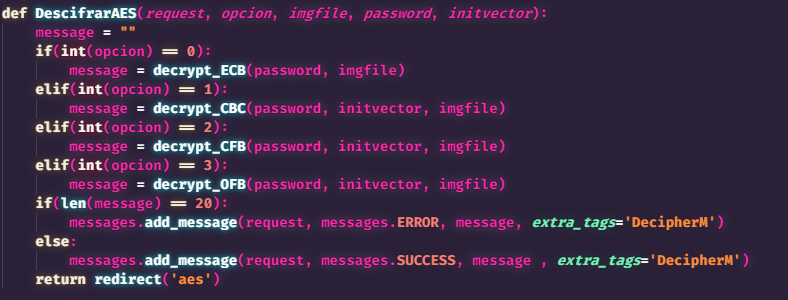 def DescifrarAES(request, opcion, imgfile, password, initvector):
    message = ""
    if(int(opcion) == 0):
        message = decrypt_ECB(password, imgfile)
    elif(int(opcion) == 1):
        message = decrypt_CBC(password, initvector, imgfile)
    elif(int(opcion) == 2):
        message = decrypt_CFB(password, initvector, imgfile)
    elif(int(opcion) == 3):
        message = decrypt_OFB(password, initvector, imgfile)
    if(len(message) == 20):
        messages.add_message(request, messages.ERROR, message, extra_tags='DecipherM')
    else:
        messages.add_message(request, messages.SUCCESS, message , extra_tags='DecipherM')
    return redirect('aes')